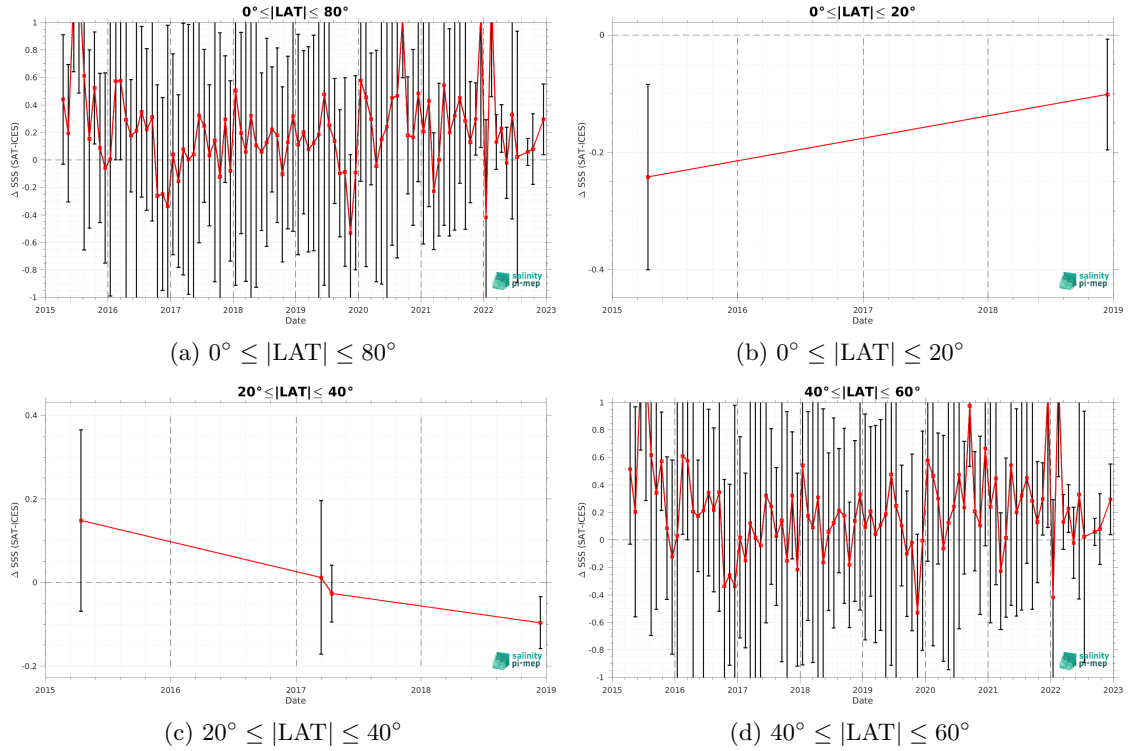 0°≤|LAT|≤ 80°
1
0.8
0.6
0.4
0.2
0
-0.2
-0.4
-0.6
-0.8
-1
Δ SSS (SAT-ICES)
2015 2016 2017 2018 2019 2020 2021 2022 2023
Date
salinity
pi-mep
(a) 0° ≤ |LAT| ≤ 80°
0°≤|LAT|≤ 20°
0
-0.2
-0.4
Δ SSS (SAT-ICES)
2015 2016 2017 2018 2019
Date
salinity
pi-mep
(b) 0° ≤ |LAT| ≤ 20°
20°≤|LAT|≤ 40°
0.4
0.2
0
-0.2
Δ SSS (SAT-ICES)
2015 2016 2017 2018 2019
Date
salinity
pi-mep
(c) 20° ≤ |LAT| ≤ 40°
40°≤|LAT|≤ 60°
1
0.8
0.6
0.4
0.2
0
-0.2
-0.4
-0.6
-0.8
-1
Δ SSS (SAT-ICES)
2015 2016 2017 2018 2019 2020 2021 2022 2023
Date
salinity
pi-mep
(d) 40° ≤ |LAT| ≤ 60°